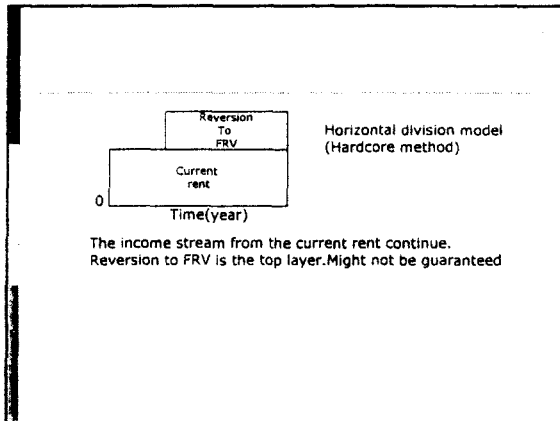 Reversion
To
FRV
Horizontal division model
(Hardcore method)
Current
rent
0
Time(year)
The income stream from the current rent continue.
Reversion to FRV is the top layer.Might not be guaranteed